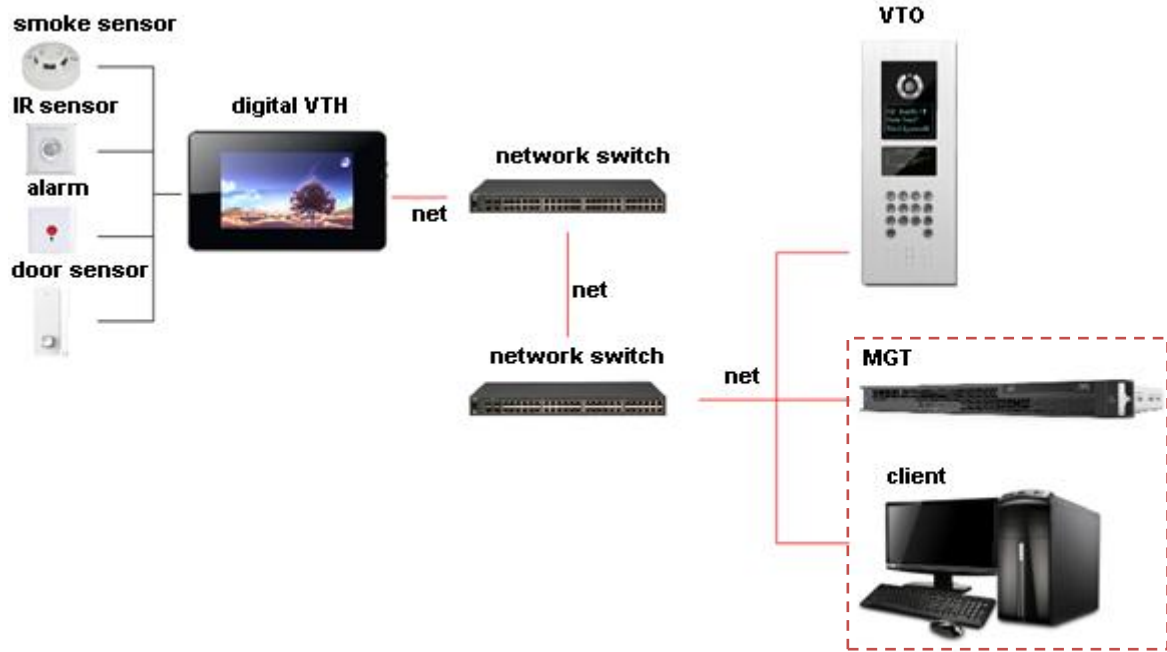 smoke sensor
IR sensor
alarm
door sensor
digital VTH
net
network switch
net
network switch
net
VTO
MGT
client